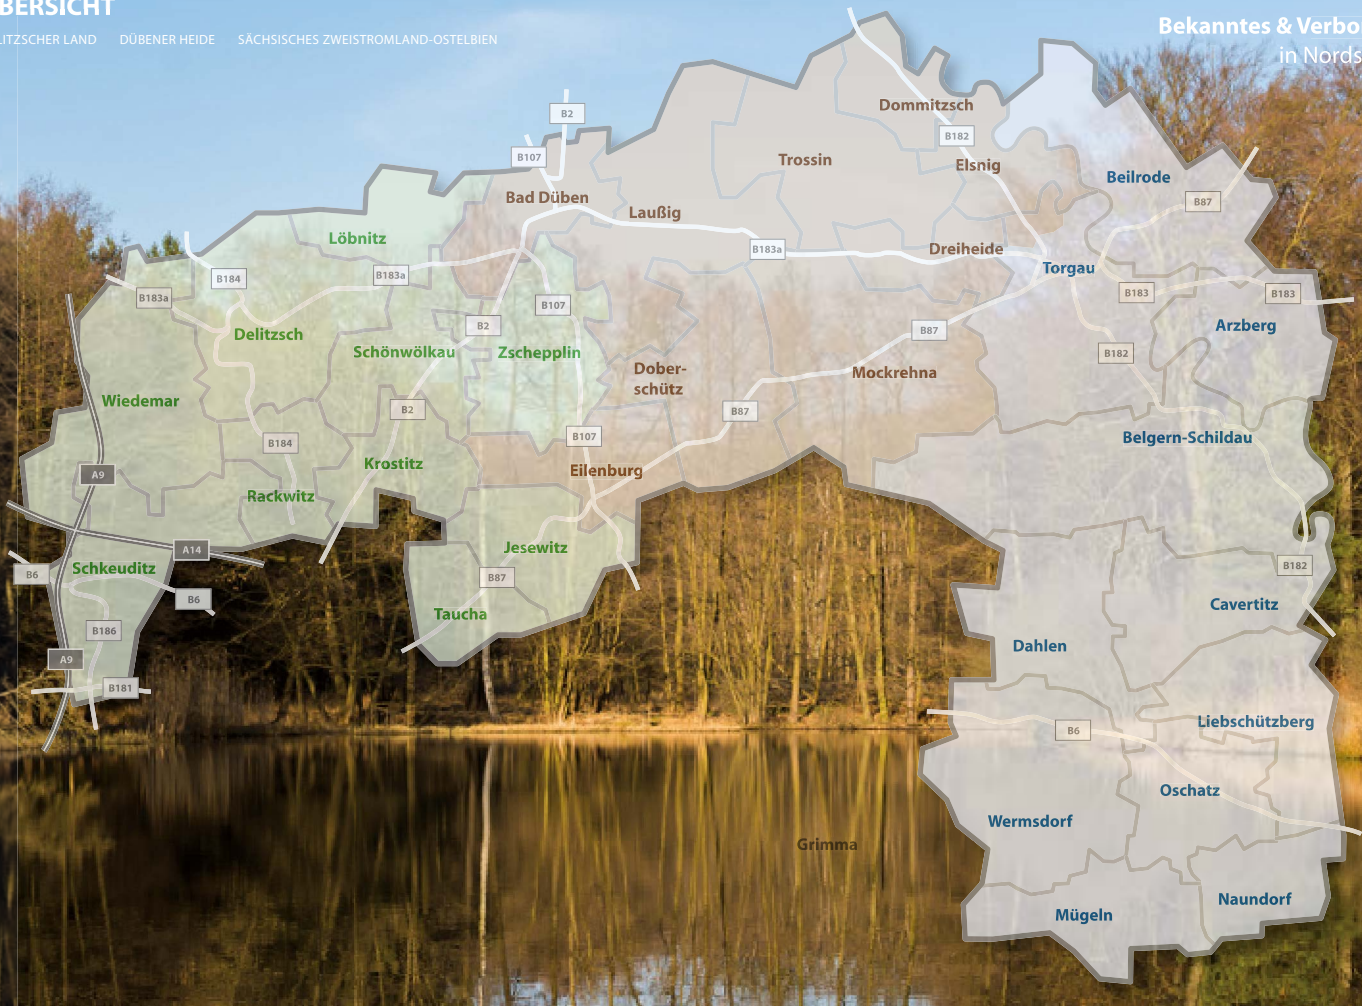 BERSICHT
LITZSCHER LAND DÜBENER HEIDE SÄCHSISCHES ZWEISTROMLAND-OSTELBIEN
Bekanntes & Verbo
in Nords
Dommitzsch
B2
B182
B107
Trossin
Elsnig
Beilrode
Bad Düben
B87
Laußig
Löbnitz
B183a
Dreiheide
Torgau
B184
B183a
B183a
B183
B183
B107
B2
B87
Arzberg
Delitzsch
Schönwölkau
Zschepplin
B182
Dober-
schütz
Mockrehna
Wiedemar
B2
B87
B184
B107
Belgern-Schildau
Krostitz
Eilenburg
A9
Rackwitz
A14
Jesewitz
Schkeuditz
B6
B87
B182
B6
Cavertitz
Taucha
B186
Dahlen
A9
B181
Liebschützberg
B6
Oschatz
Wermsdorf
Grimma
Naundorf
Mügeln